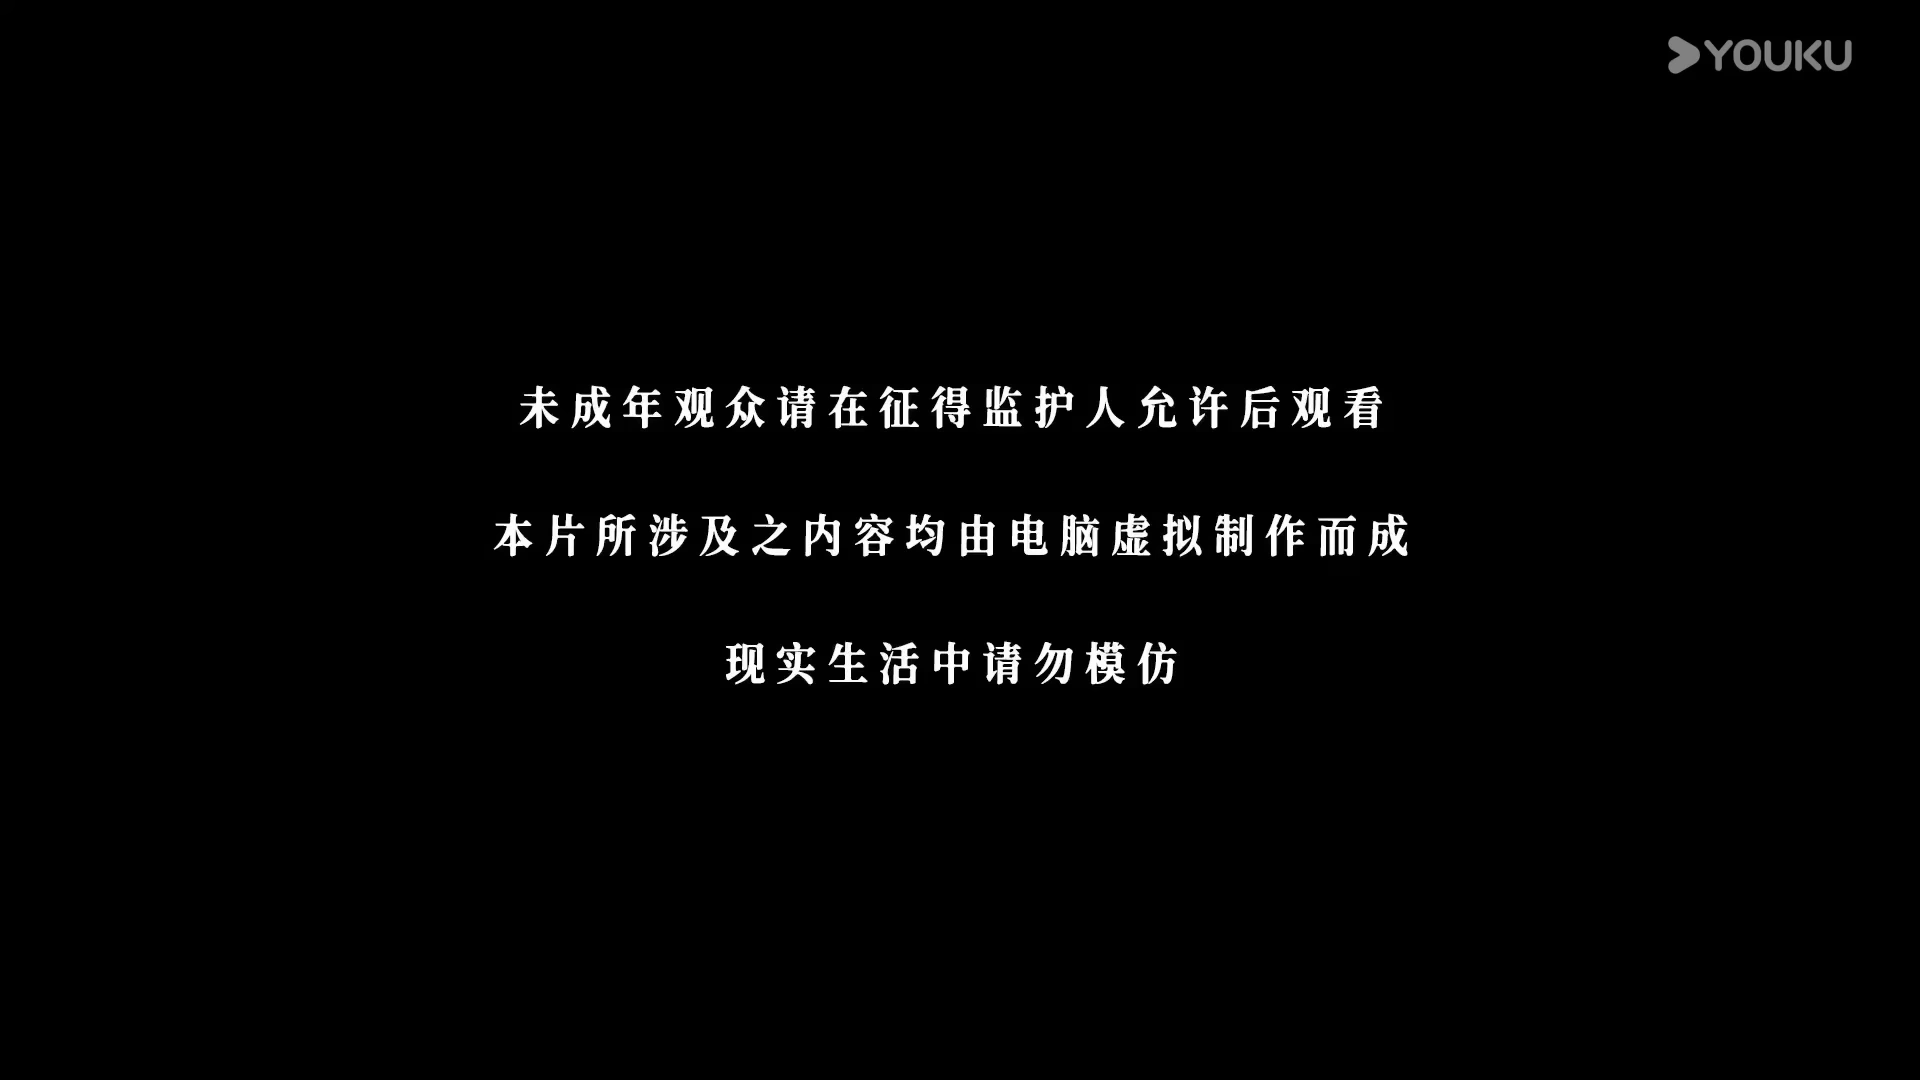 YOUKU
未成年观众请在征得监护人允许后观看
本片所涉及之内容均由电脑虚拟制作而成
现实生活中请勿模仿